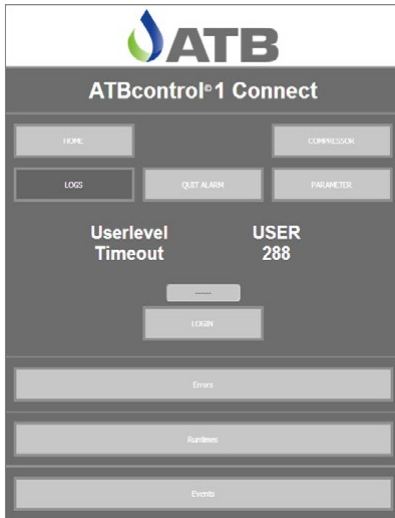 ATB
ATBcontrol®1 Connect
HOME
COMPRESSOR
LOGS
QUIT ALARM
PARAMETER
Userlevel USER
Timeout 288
-----
LOGIN
Errors
Runtimes
Events